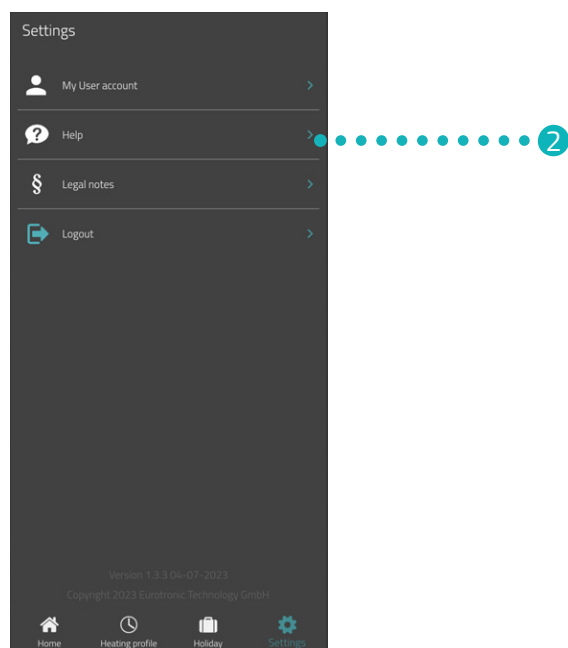 Settings
My User account
? Help
2
§ Legal notes
Logout
Version 1.3.3 04-07-2023
Copyright 2023 Eurotronic Technology GmbH
Home Heating profile Holiday Settings